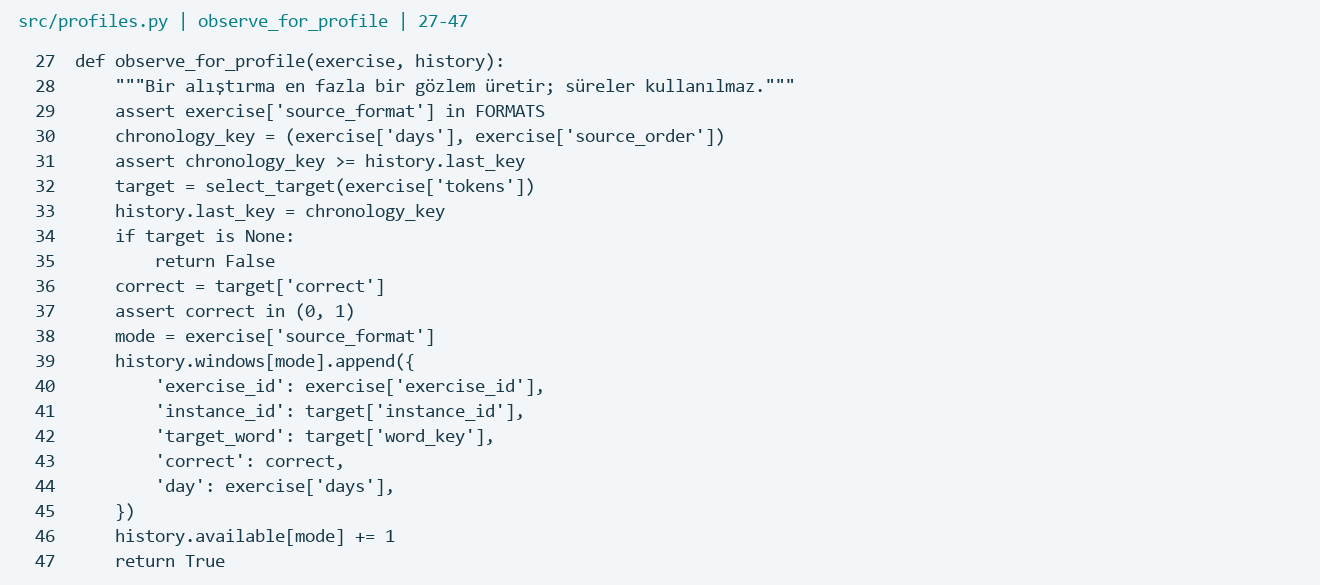 src/profiles.py | observe_for_profile | 27-47
27 def observe_for_profile(exercise, history):
28     """Bir alıştırma en fazla bir gözlem üretir; süreler kullanılmaz."""
29     assert exercise['source_format'] in FORMATS
30     chronology_key = (exercise['days'], exercise['source_order'])
31     assert chronology_key >= history.last_key
32     target = select_target(exercise['tokens'])
33     history.last_key = chronology_key
34     if target is None:
35         return False
36     correct = target['correct']
37     assert correct in (0, 1)
38     mode = exercise['source_format']
39     history.windows[mode].append({
40         'exercise_id': exercise['exercise_id'],
41         'instance_id': target['instance_id'],
42         'target_word': target['word_key'],
43         'correct': correct,
44         'day': exercise['days'],
45     })
46     history.available[mode] += 1
47     return True